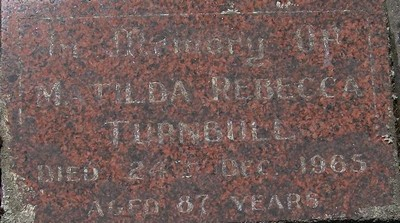 In Memory Of
MATILDA REBECCA
TURNBULL
DIED 24TH DEC. 1965
AGED 87 YEARS